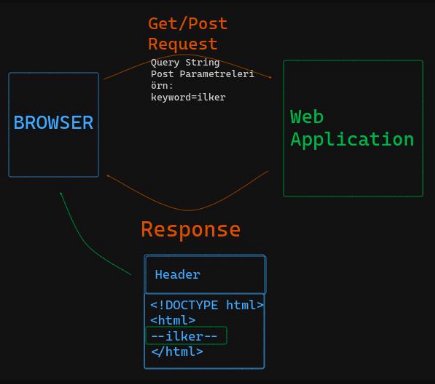 Get/Post
Request
Query String
Post Parametreleri
örn:
keyword=ilker
BROWSER
Web
Application
Response
Header
<!DOCTYPE html>
<html>
--ilker--
</html>